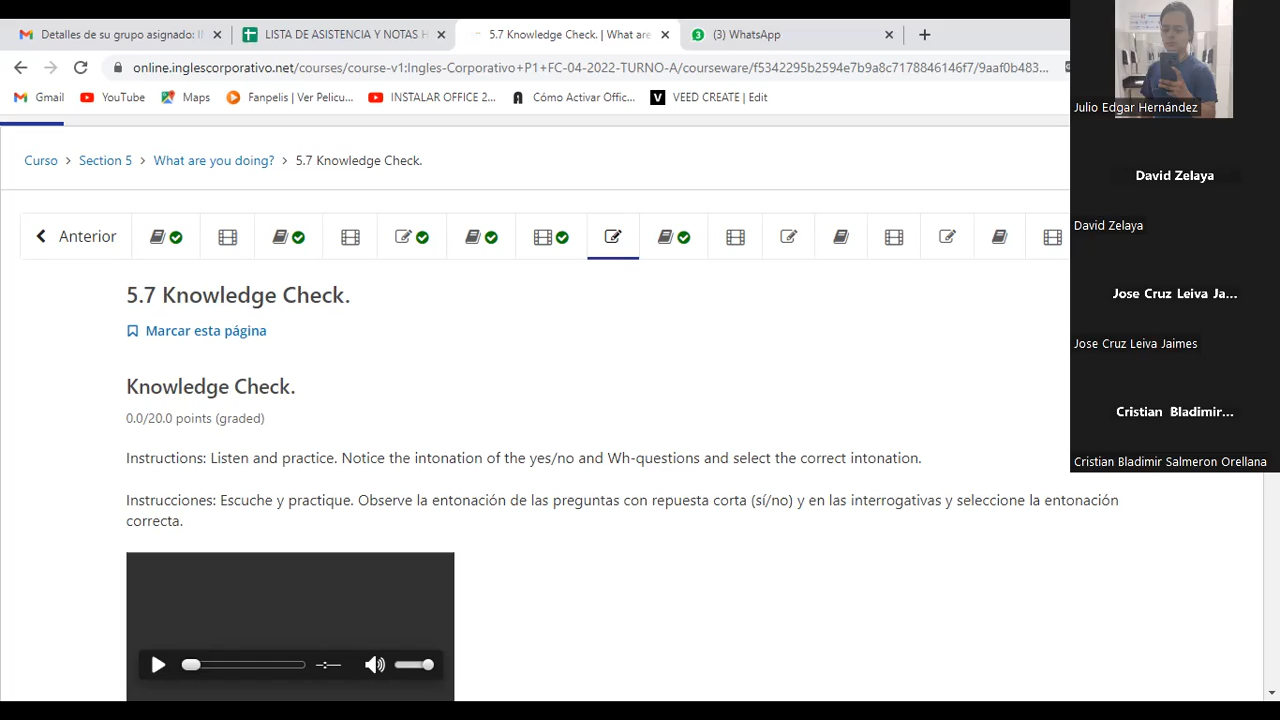 Detalles de su grupo asignado: I
LISTA DE ASISTENCIA Y NOTAS
5.7 Knowledge Check. | What are
(3) WhatsApp
online.inglescorporativo.net/courses/course-v1:Ingles-Corporativo+P1+FC-04-2022-TURNO-A/courseware/f5342295b2594e7b9a8c7178846146f7/9aaf0b483...
Gmail
YouTube
Maps
Fanpelis | Ver Pelicu...
INSTALAR OFFICE 2...
Cómo Activar Offic...
VEED CREATE | Edit
Curso > Section 5 > What are you doing? > 5.7 Knowledge Check.
Anterior
5.7 Knowledge Check.
Marcar esta página
Knowledge Check.
0.0/20.0 points (graded)
Instructions: Listen and practice. Notice the intonation of the yes/no and Wh-questions and select the correct intonation.
Instrucciones: Escuche y practique. Observe la entonación de las preguntas con repuesta corta (sí/no) y en las interrogativas y seleccione la entonación
correcta.
-:--
Julio Edgar Hernández
David Zelaya
David Zelaya
Jose Cruz Leiva Ja...
Jose Cruz Leiva Jaimes
Cristian Bladimir...
Cristian Bladimir Salmeron Orellana